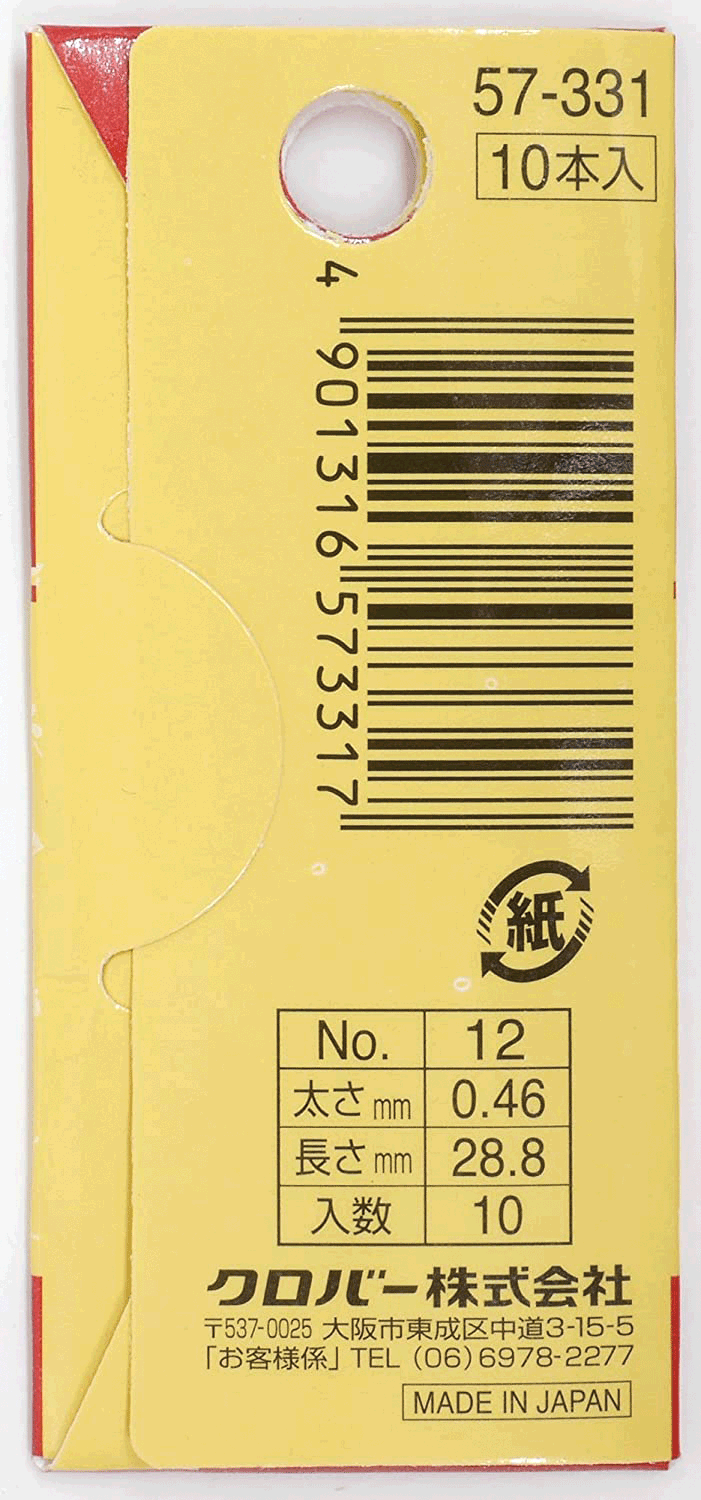 57-331
10本入
4 901316 573317
紙
No. 12
太さmm 0.46
長さmm 28.8
入数 10
クロバー株式会社
〒537-0025 大阪市東成区中道3-15-5
「お客様係」TEL (06)6978-2277
MADE IN JAPAN